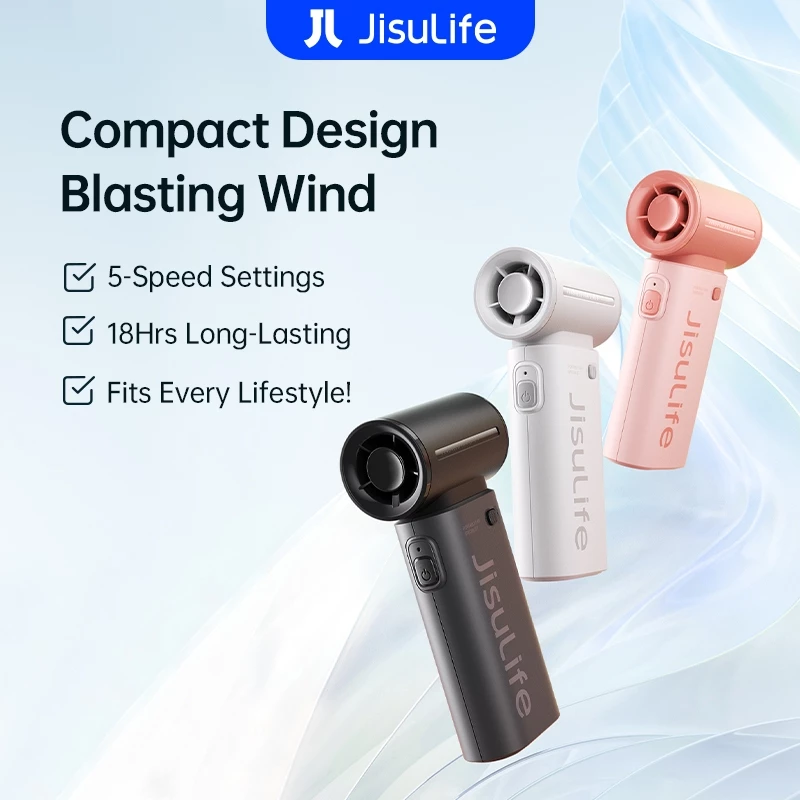 JisuLife
Compact Design
Blasting Wind
5-Speed Settings
18Hrs Long-Lasting
Fits Every Lifestyle!
JisuLife
JisuLife
JisuLife